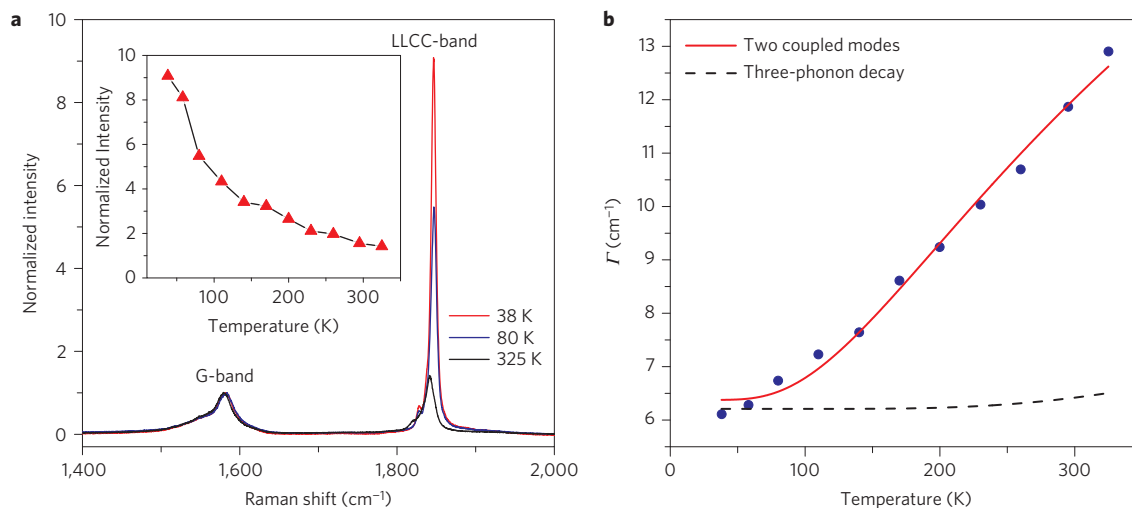 a
10
8
6
4
2
0
Normalized intensity
1,400
1,600
1,800
2,000
Raman shift (cm⁻¹)
LLCC-band
G-band
38 K
80 K
325 K
10
8
6
4
2
0
Normalized Intensity
100
200
300
Temperature (K)
b
13
12
11
10
9
8
7
6
Γ (cm⁻¹)
Two coupled modes
Three-phonon decay
0
100
200
300
Temperature (K)